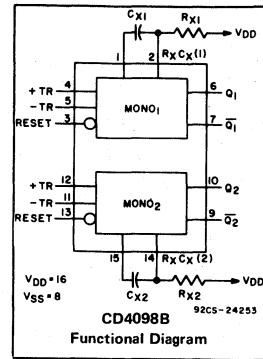 CX1 RX1
VDD
1 2 RXCX(1)
+TR 4
-TR 5
RESET 3
MONO1
6 Q1
7 Q1
+TR 12
-TR 11
RESET 13
MONO2
10 Q2
9 Q2
15 14 RXCX(2)
VDD
VDD=16
VSS=8
CX2 RX2
92CS-24253
CD4098B
Functional Diagram